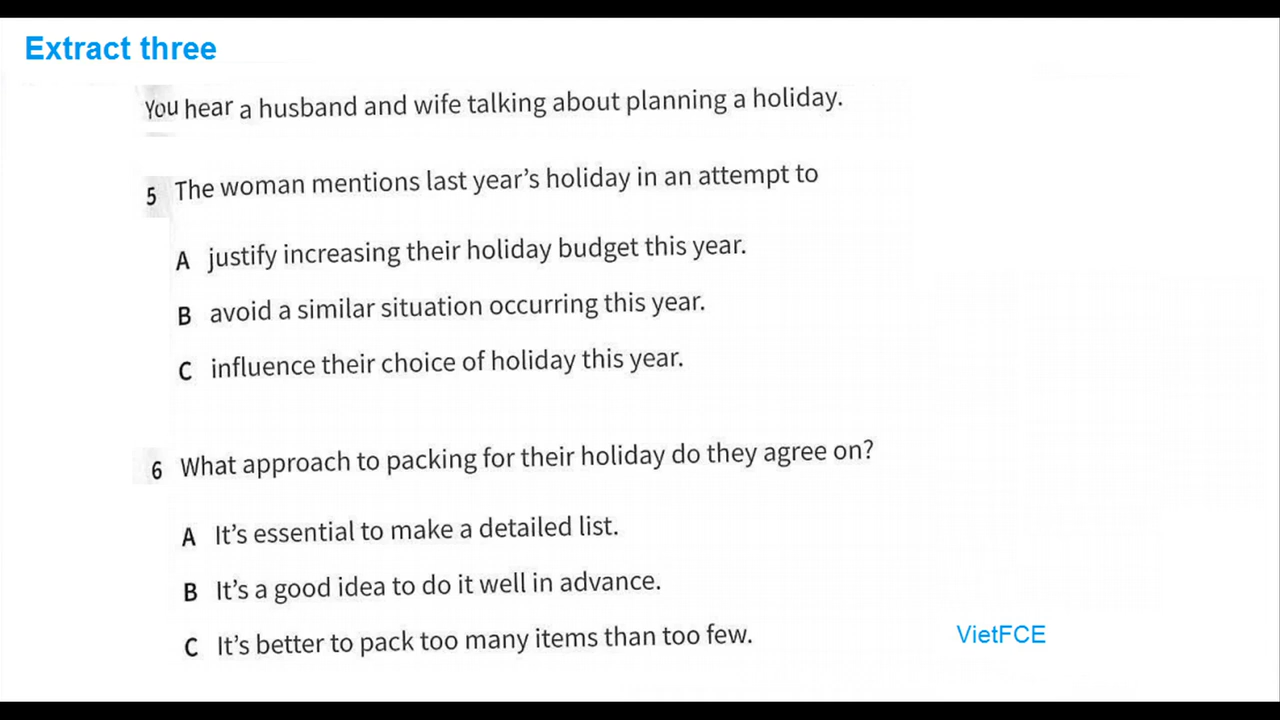 Extract three
You hear a husband and wife talking about planning a holiday.
5 The woman mentions last year's holiday in an attempt to
A justify increasing their holiday budget this year.
B avoid a similar situation occurring this year.
C influence their choice of holiday this year.
6 What approach to packing for their holiday do they agree on?
A It's essential to make a detailed list.
B It's a good idea to do it well in advance.
C It's better to pack too many items than too few.
VietFCE